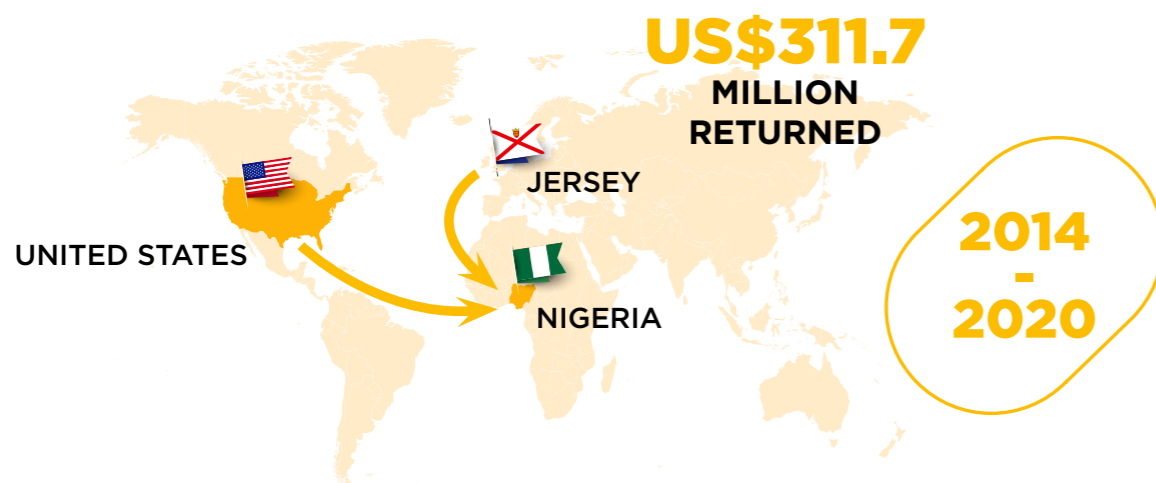 US$311.7
MILLION
RETURNED
JERSEY
UNITED STATES
NIGERIA
2014
-
2020